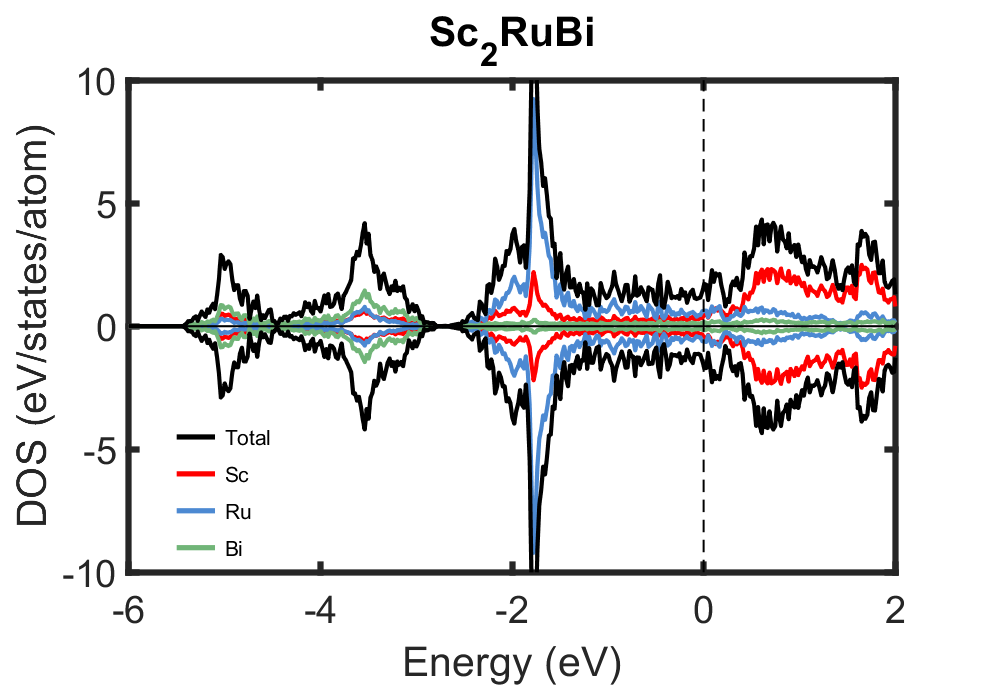 Sc2RuBi
10
5
0
-5
-10
DOS (eV/states/atom)
Total
Sc
Ru
Bi
-6 -4 -2 0 2
Energy (eV)